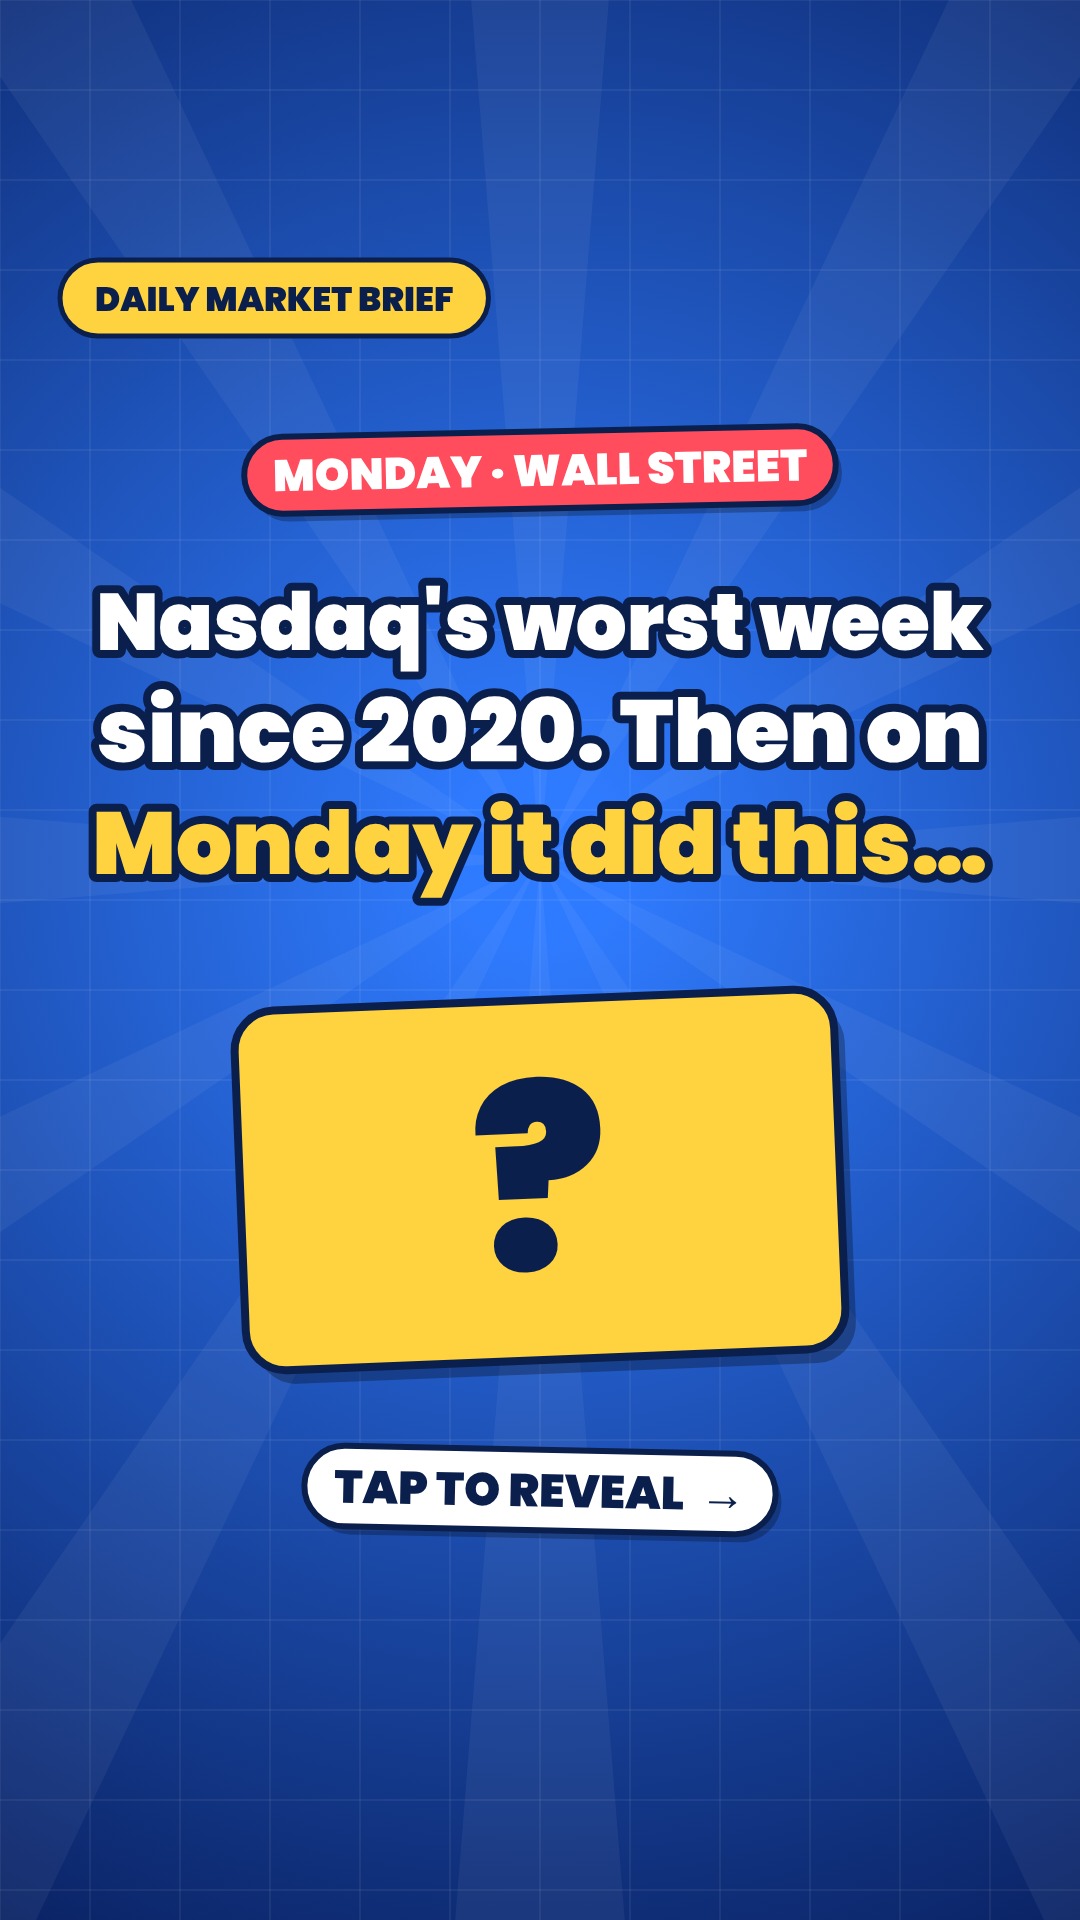 DAILY MARKET BRIEF
MONDAY • WALL STREET
Nasdaq's worst week
since 2020. Then on
Monday it did this...
?
TAP TO REVEAL →